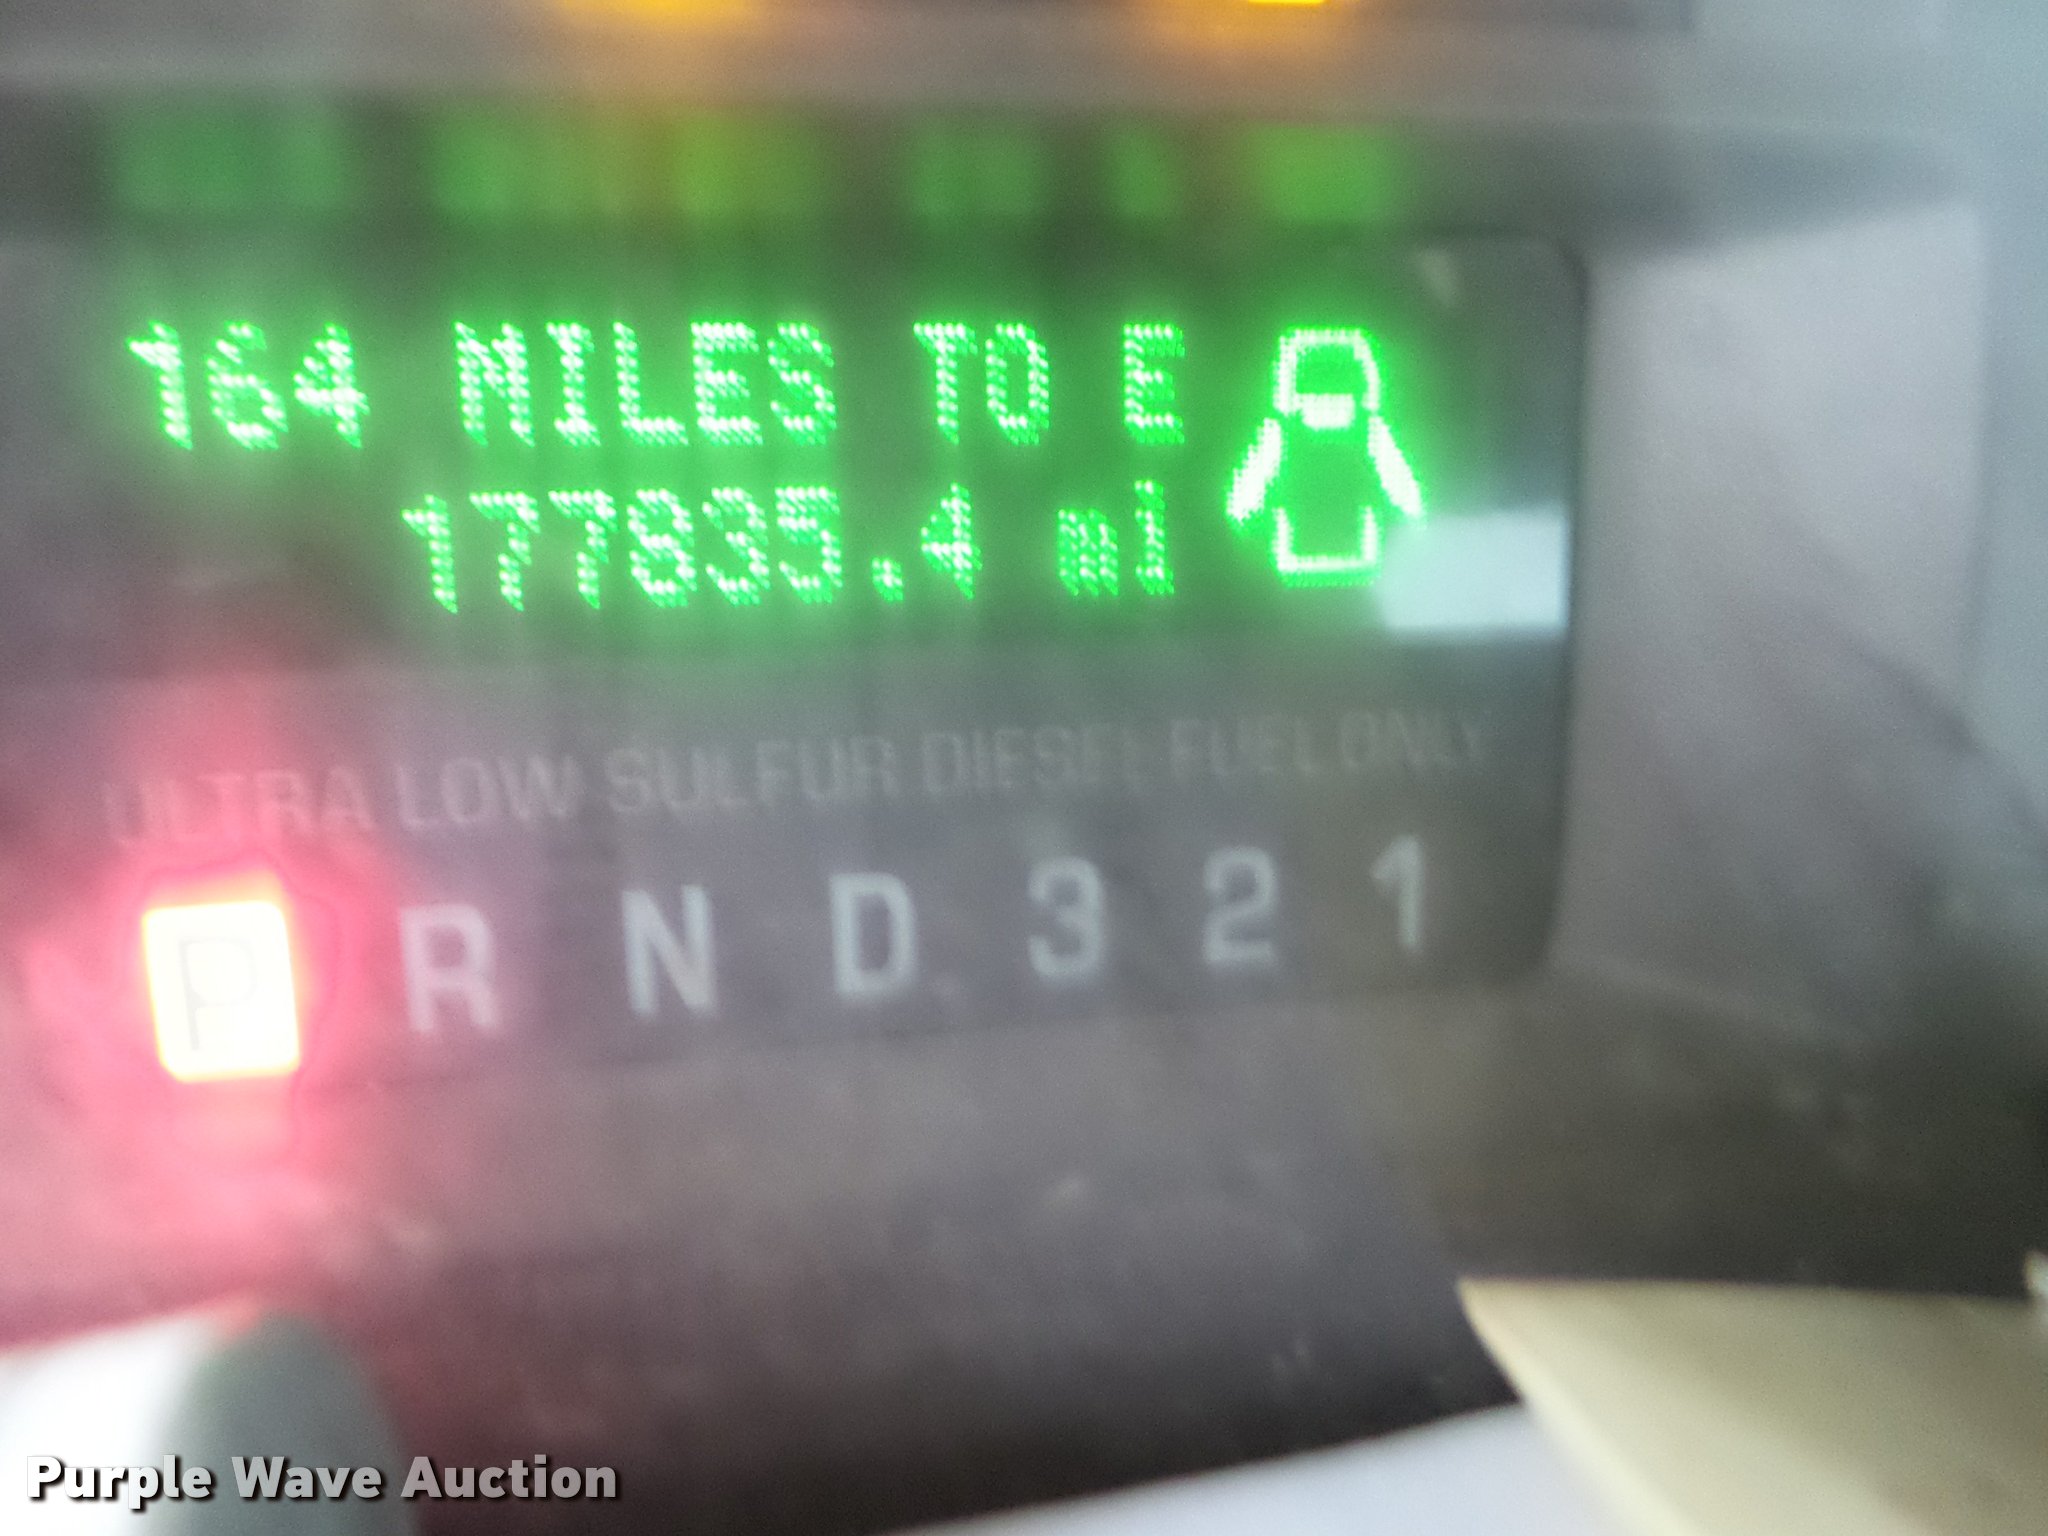 164 MILES TO E
177835.4 mi
ULTRA LOW SULFUR DIESEL FUEL ONLY
P R N D 3 2 1
Purple Wave Auction